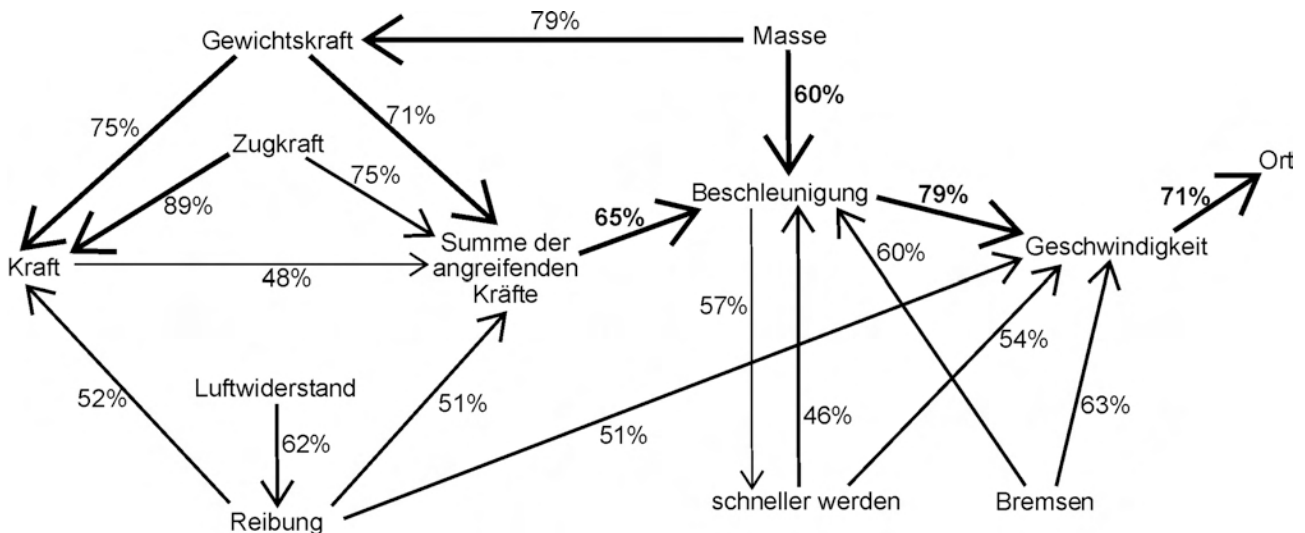 79%
Gewichtskraft
Masse
60%
75%
71%
Zugkraft
75%
Ort
89%
Beschleunigung
79%
71%
65%
Kraft
48%
Summe der
angreifenden
Kräfte
60%
Geschwindigkeit
57%
54%
52%
Luftwiderstand
51%
62%
51%
46%
63%
Reibung
schneller werden
Bremsen